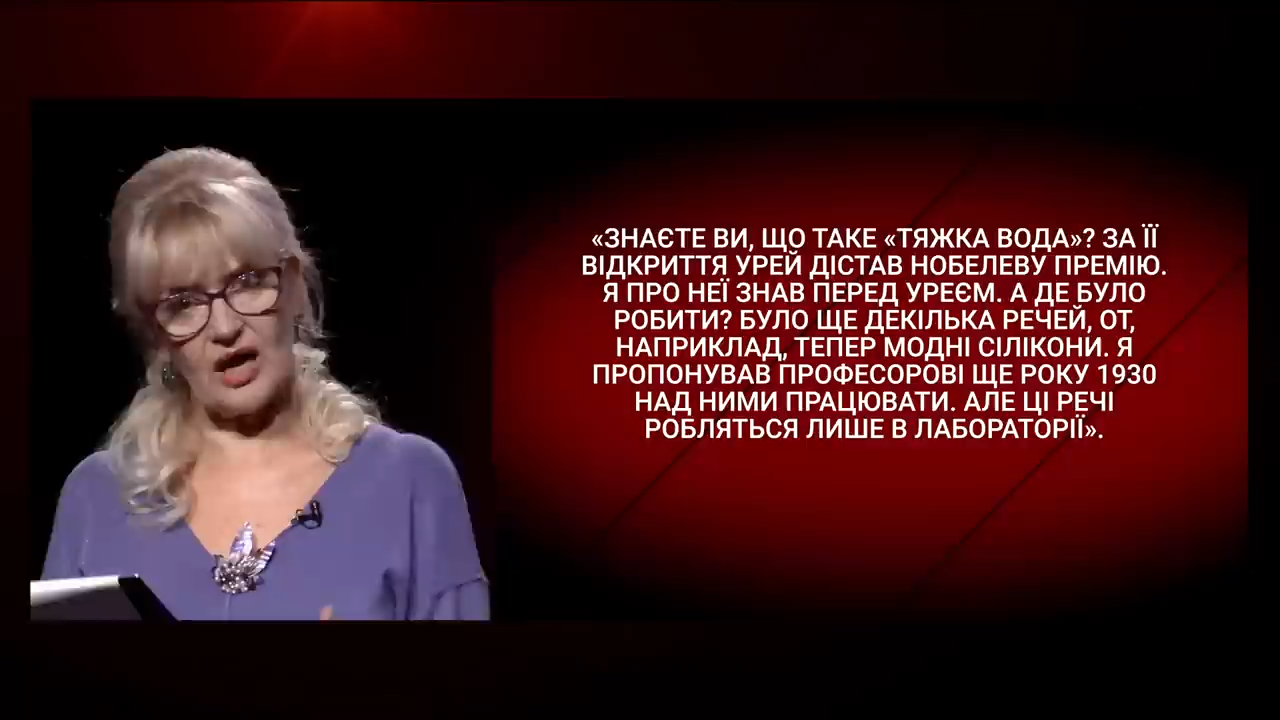 «ЗНАЄТЕ ВИ, ЩО ТАКЕ «ТЯЖКА ВОДА»? ЗА ЇЇ
ВІДКРИТТЯ УРЕЙ ДІСТАВ НОБЕЛЕВУ ПРЕМІЮ.
Я ПРО НЕЇ ЗНАВ ПЕРЕД УРЕЄМ. А ДЕ БУЛО
РОБИТИ? БУЛО ЩЕ ДЕКІЛЬКА РЕЧЕЙ, ОТ,
НАПРИКЛАД, ТЕПЕР МОДНІ СІЛІКОНИ. Я
ПРОПОНУВАВ ПРОФЕСОРОВІ ЩЕ РОКУ 1930
НАД НИМИ ПРАЦЮВАТИ. АЛЕ ЦІ РЕЧІ
РОБЛЯТЬСЯ ЛИШЕ В ЛАБОРАТОРІЇ».